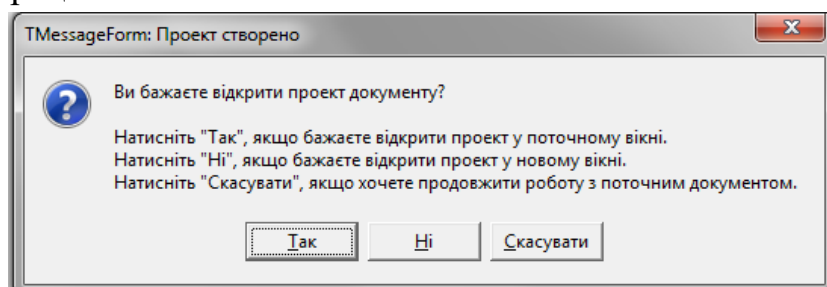 TMessageForm: Проект створено
Ви бажаєте відкрити проект документу?
Натисніть "Так", якщо бажаєте відкрити проект у поточному вікні.
Натисніть "Ні", якщо бажаєте відкрити проект у новому вікні.
Натисніть "Скасувати", якщо хочете продовжити роботу з поточним документом.
Так Ні Скасувати